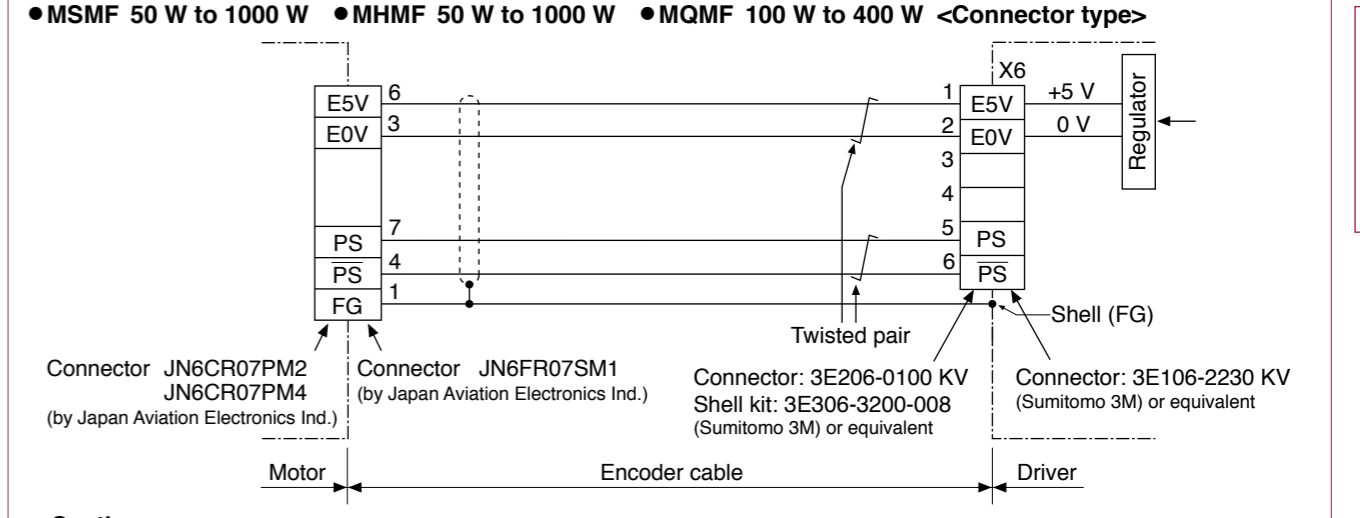 ●MSMF 50 W to 1000 W ●MHMF 50 W to 1000 W ●MQMF 100 W to 400 W <Connector type>
X6
E5V 6 1 E5V +5 V
E0V 3 2 E0V 0 V
Regulator
3
4
PS 7 5 PS
P̅S̅ 4 6 P̅S̅
FG 1
Shell (FG)
Twisted pair
Connector JN6CR07PM2
JN6CR07PM4
(by Japan Aviation Electronics Ind.)
Connector JN6FR07SM1
(by Japan Aviation Electronics Ind.)
Connector: 3E206-0100 KV
Shell kit: 3E306-3200-008
(Sumitomo 3M) or equivalent
Connector: 3E106-2230 KV
(Sumitomo 3M) or equivalent
Motor Encoder cable Driver